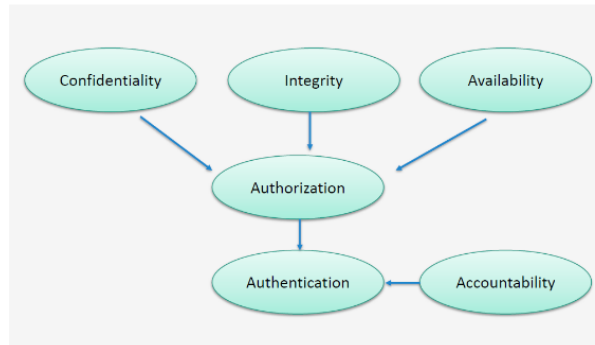 Confidentiality
Integrity
Availability
Authorization
Authentication
Accountability